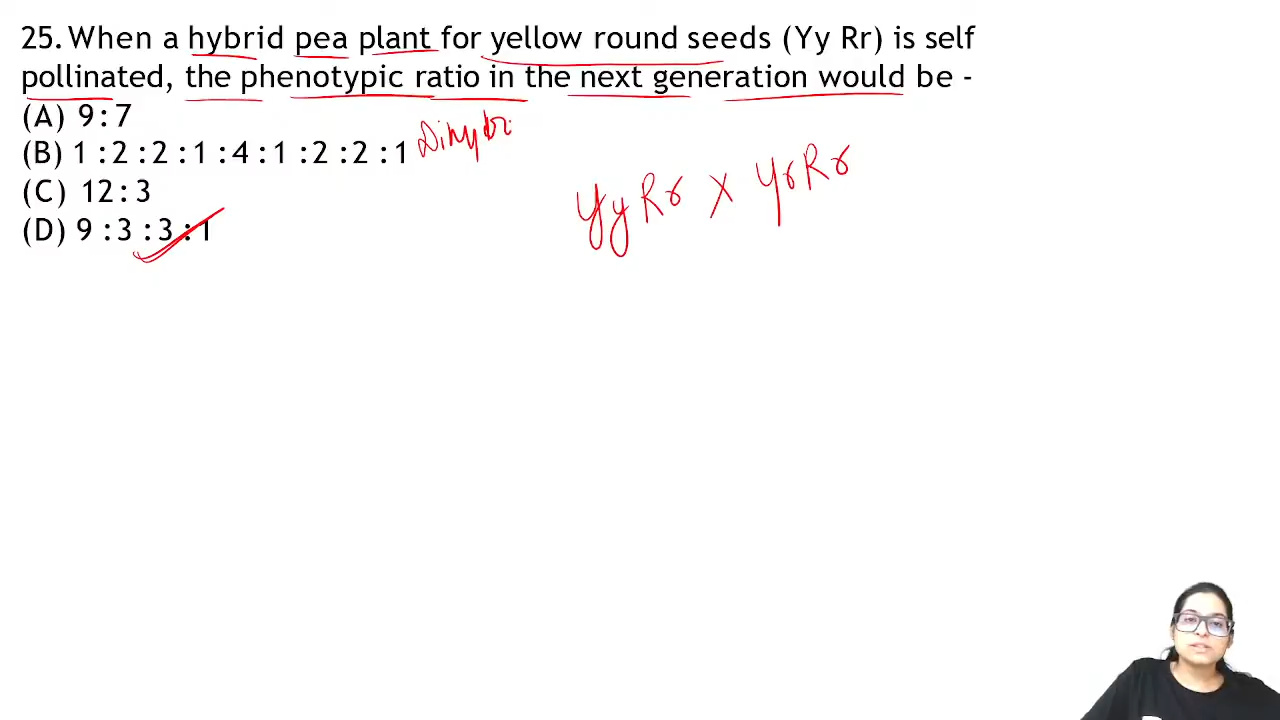 25. When a hybrid pea plant for yellow round seeds (Yy Rr) is self
pollinated, the phenotypic ratio in the next generation would be -
(A) 9 : 7
(B) 1 : 2 : 2 : 1 : 4 : 1 : 2 : 2 : 1 Dihybr
(C) 12 : 3
(D) 9 : 3 : 3 : 1
YyRr X YrRr